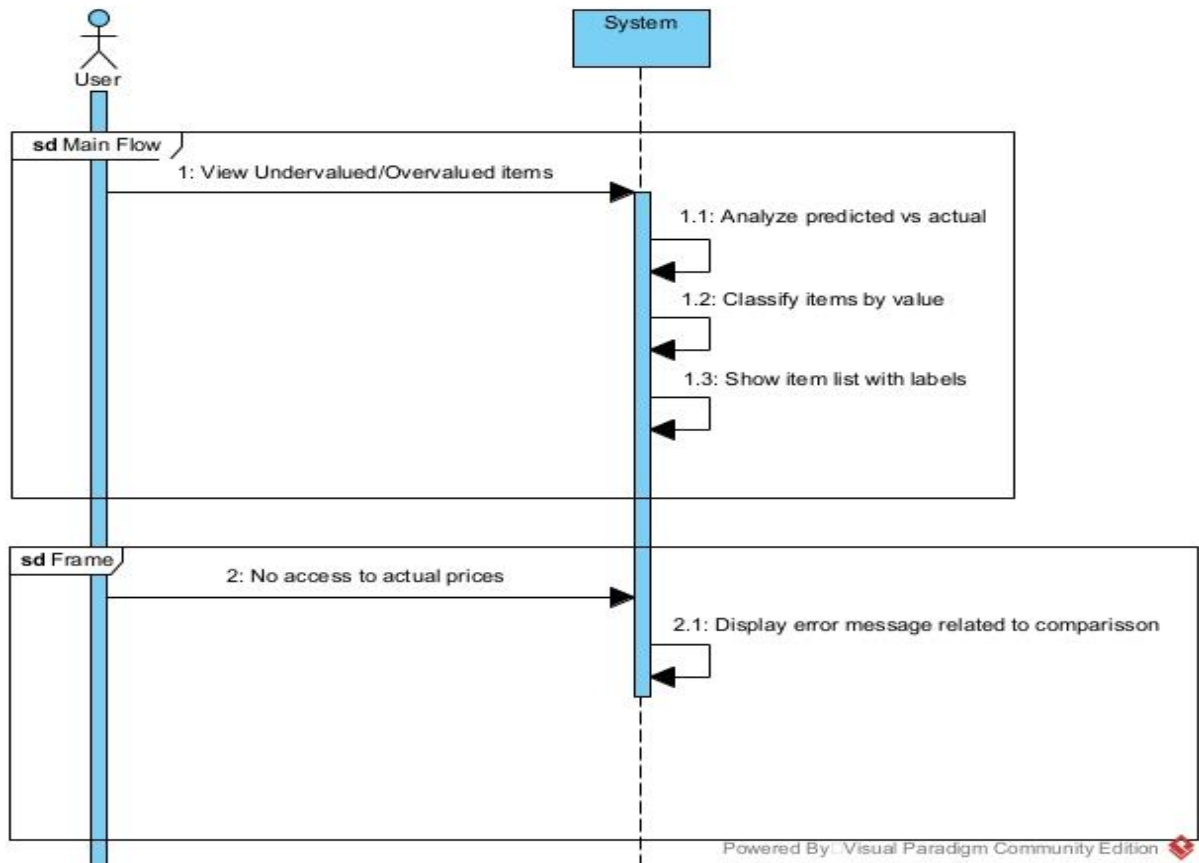 System
User
sd Main Flow
1: View Undervalued/Overvalued items
1.1: Analyze predicted vs actual
1.2: Classify items by value
1.3: Show item list with labels
sd Frame
2: No access to actual prices
2.1: Display error message related to comparisson
Powered By Visual Paradigm Community Edition